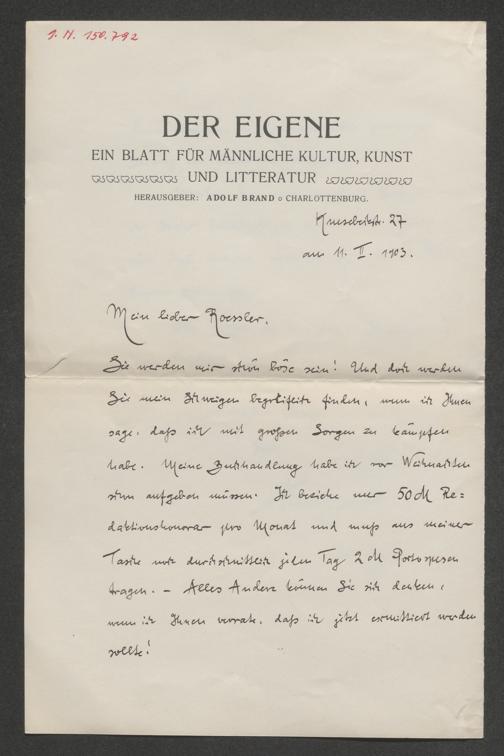 J. N. 150.792
DER EIGENE
EIN BLATT FÜR MÄNNLICHE KULTUR, KUNST
UND LITTERATUR
HERAUSGEBER: ADOLF BRAND o CHARLOTTENBURG.
27
am 11. II. 1903.
Mein lieber Roessler.
Sie werden mir schön böse sein! Und doch werden
Sie mein Schweigen begreiflich finden, wenn ich Ihnen
sage, daß ich mit großen Sorgen zu kämpfen
habe. Meine Buchhandlung habe ich vor Weihnachten
schon aufgeben müssen. Ich beziehe nur 50 M Re=
daktionshonorar pro Monat und muß aus meiner
Tasche noch durchschnittlich jeden Tag 2 M Portospesen
tragen. – Alles Andere können Sie sich denken,
wenn ich Ihnen verrate, daß ich jetzt exmittiert werden
sollte!